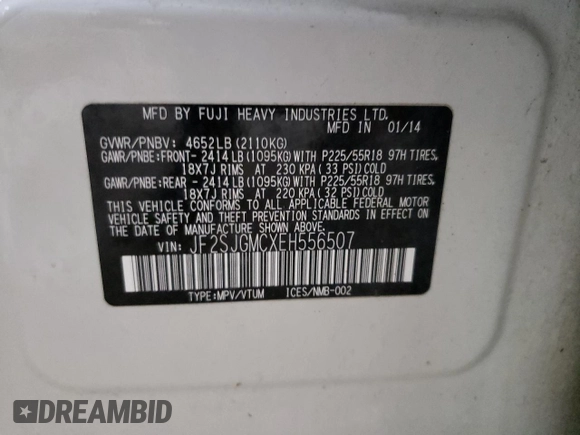 MFD BY FUJI HEAVY INDUSTRIES LTD.
MFD IN 01/14
GVWR/PNBV: 4652LB(2110KG)
GAWR/PNBE:FRONT- 2414LB(1095KG)WITH P225/55R18 97H TIRES,
18X7J RIMS AT 230 KPA (33 PSI)COLD
GAWR/PNBE:REAR - 2414LB(1095KG)WITH P225/55R18 97H TIRES,
18X7J RIMS AT 220 KPA (32 PSI)COLD
THIS VEHICLE CONFORMS TO ALL APPLICABLE FEDERAL MOTOR
VEHICLE SAFETY AND THEFT PREVENTION STANDARDS IN EFFECT ON
THE DATE OF MANUFACTURE SHOWN ABOVE.
VIN: JF2SJGMCXEH556507
TYPE:MPV/VTUM ICES/NMB-002
DREAMBID